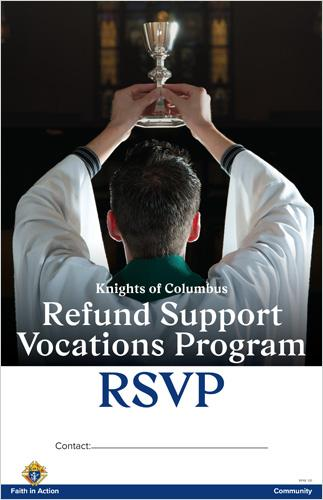 Knights of Columbus
Refund Support
Vocations Program
RSVP
Contact:
Faith in Action
Community